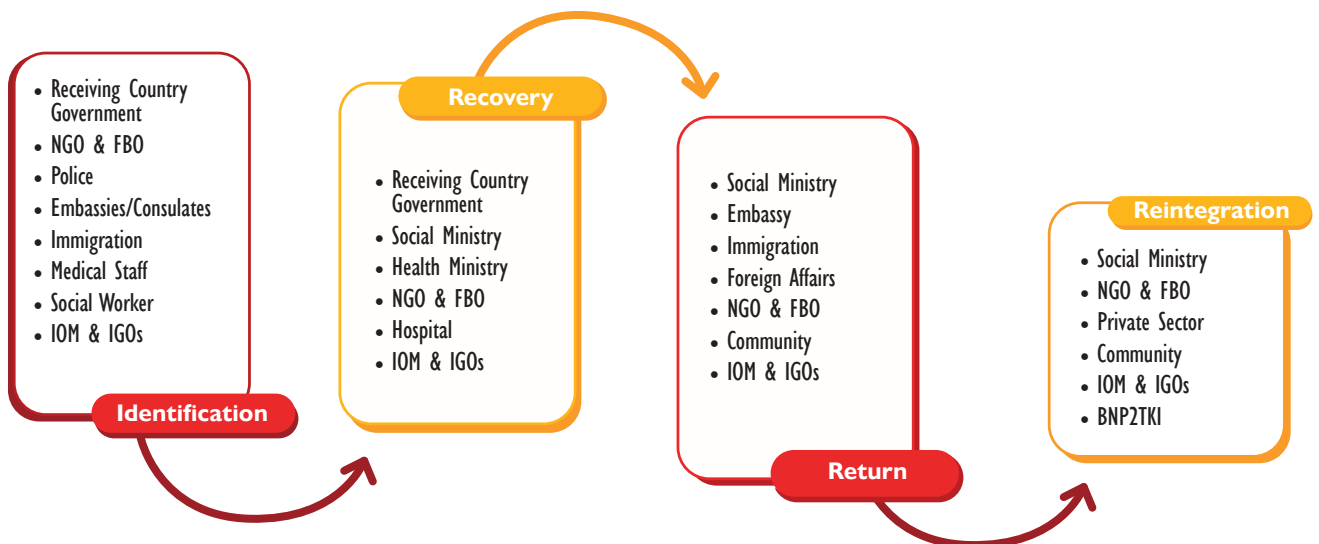 • Receiving Country
Government
• NGO & FBO
• Police
• Embassies/Consulates
• Immigration
• Medical Staff
• Social Worker
• IOM & IGOs
Identification
Recovery
• Receiving Country
Government
• Social Ministry
• Health Ministry
• NGO & FBO
• Hospital
• IOM & IGOs
• Social Ministry
• Embassy
• Immigration
• Foreign Affairs
• NGO & FBO
• Community
• IOM & IGOs
Return
Reintegration
• Social Ministry
• NGO & FBO
• Private Sector
• Community
• IOM & IGOs
• BNP2TKI